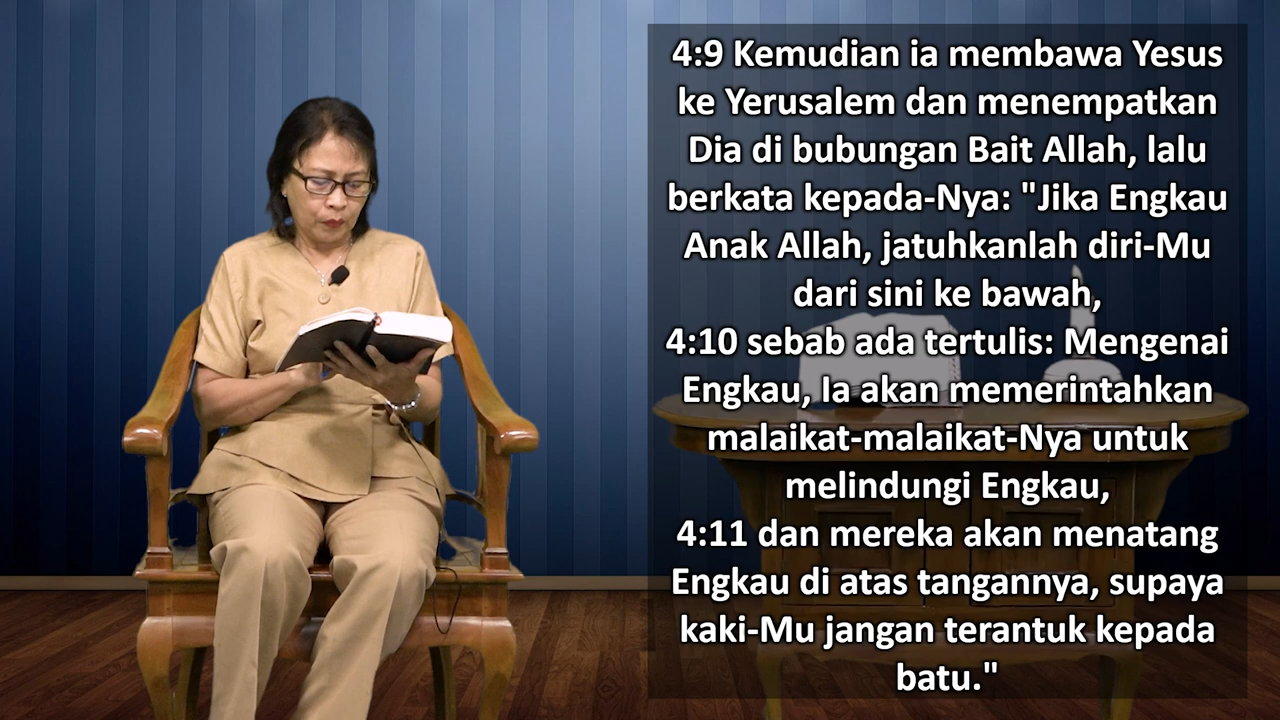 4:9 Kemudian ia membawa Yesus
ke Yerusalem dan menempatkan
Dia di bubungan Bait Allah, lalu
berkata kepada-Nya: "Jika Engkau
Anak Allah, jatuhkanlah diri-Mu
dari sini ke bawah,
4:10 sebab ada tertulis: Mengenai
Engkau, Ia akan memerintahkan
malaikat-malaikat-Nya untuk
melindungi Engkau,
4:11 dan mereka akan menatang
Engkau di atas tangannya, supaya
kaki-Mu jangan terantuk kepada
batu."